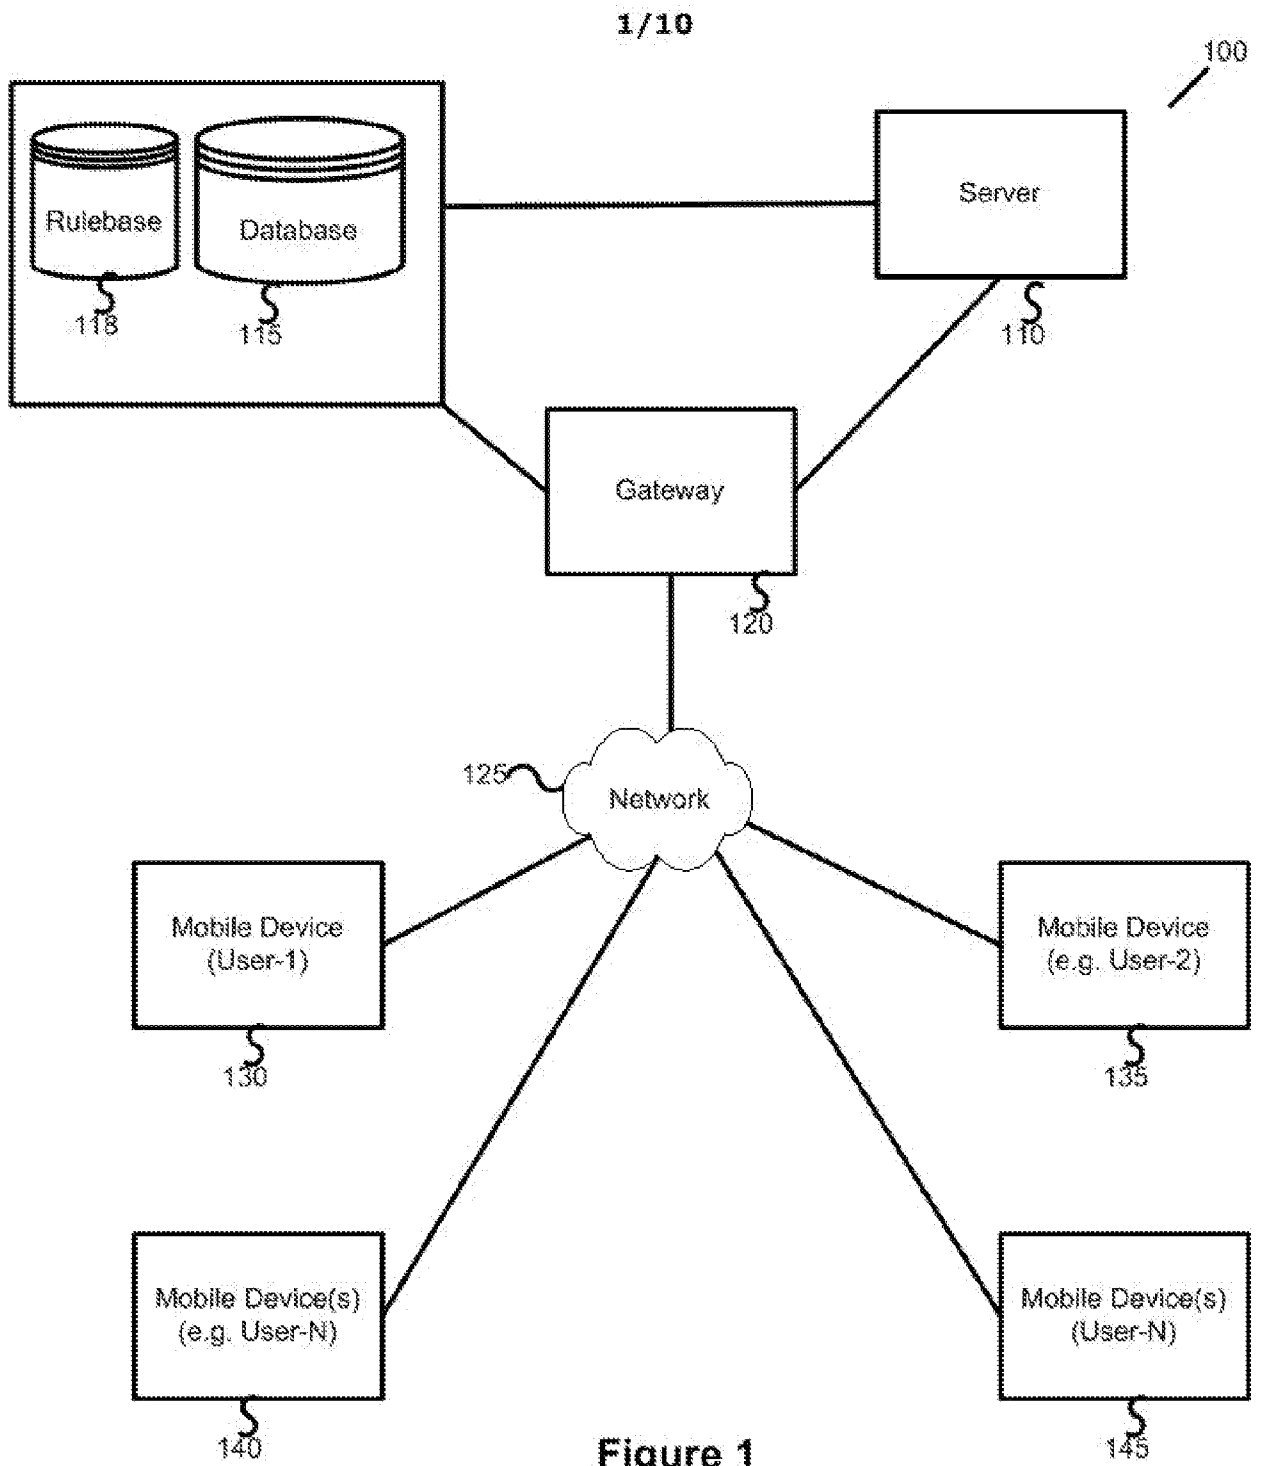 1/10
100
Rulebase
Database
Server
118
115
110
Gateway
120
125
Network
Mobile Device
(User-1)
Mobile Device
(e.g. User-2)
130
135
Mobile Device(s)
(e.g. User-N)
Mobile Device(s)
(User-N)
140
145
Figure 1